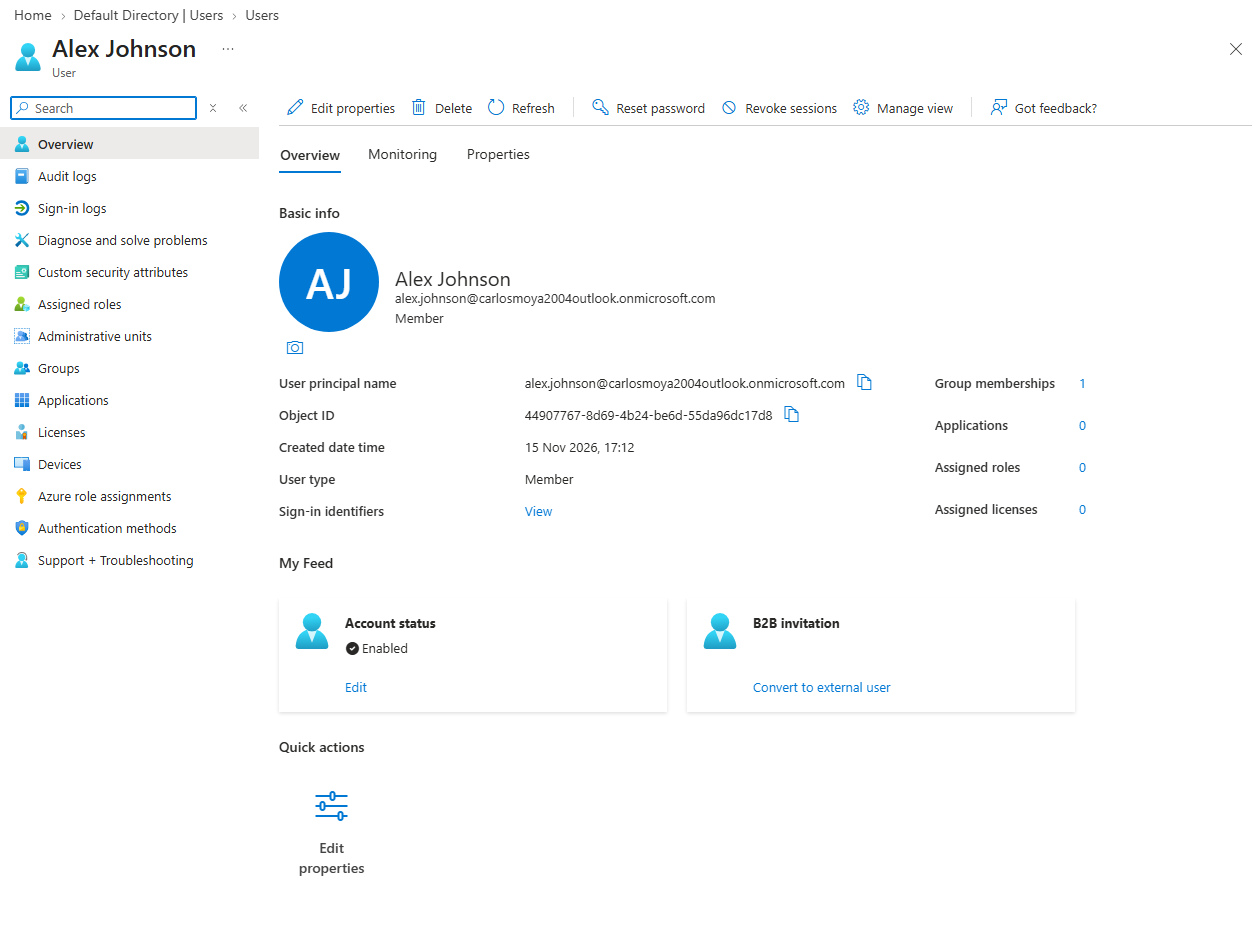 Home > Default Directory | Users > Users
Alex Johnson ...
User
Search
Overview
Audit logs
Sign-in logs
Diagnose and solve problems
Custom security attributes
Assigned roles
Administrative units
Groups
Applications
Licenses
Devices
Azure role assignments
Authentication methods
Support + Troubleshooting
Edit properties Delete Refresh Reset password Revoke sessions Manage view Got feedback?
Overview Monitoring Properties
Basic info
AJ
Alex Johnson
alex.johnson@carlosmoya2004outlook.onmicrosoft.com
Member
User principal name alex.johnson@carlosmoya2004outlook.onmicrosoft.com
Object ID 44907767-8d69-4b24-be6d-55da96dc17d8
Created date time 15 Nov 2026, 17:12
User type Member
Sign-in identifiers View
Group memberships 1
Applications 0
Assigned roles 0
Assigned licenses 0
My Feed
Account status
Enabled
Edit
B2B invitation
Convert to external user
Quick actions
Edit
properties